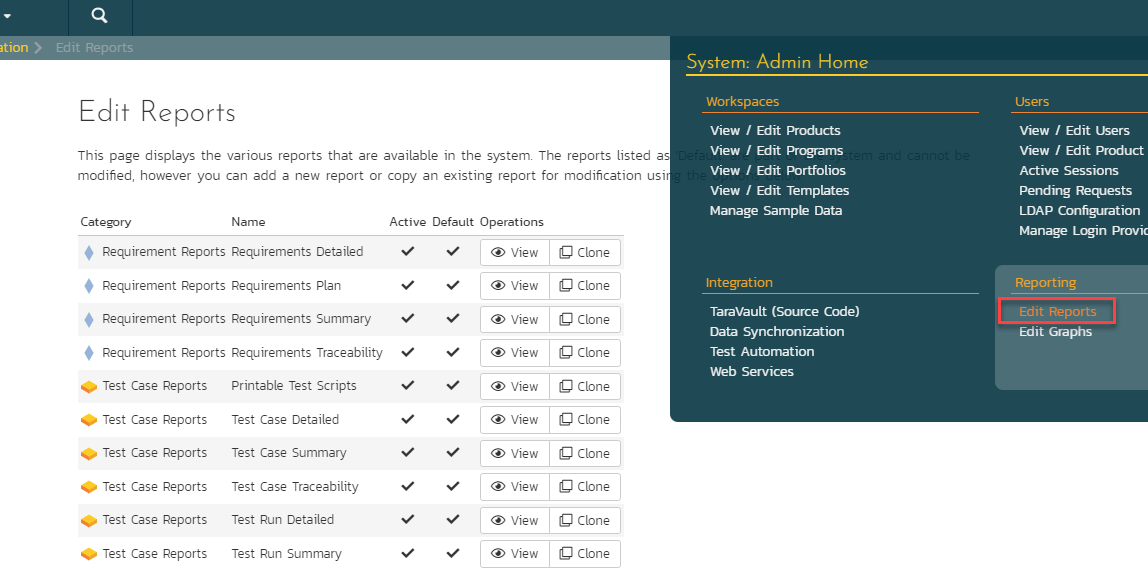 ation > Edit Reports
Edit Reports
This page displays the various reports that are available in the system. The reports listed as 'Default' are part of the system and cannot be
modified, however you can add a new report or copy an existing report for modification using the options below.
Category Name Active Default Operations
Requirement Reports Requirements Detailed View Clone
Requirement Reports Requirements Plan View Clone
Requirement Reports Requirements Summary View Clone
Requirement Reports Requirements Traceability View Clone
Test Case Reports Printable Test Scripts View Clone
Test Case Reports Test Case Detailed View Clone
Test Case Reports Test Case Summary View Clone
Test Case Reports Test Case Traceability View Clone
Test Case Reports Test Run Detailed View Clone
Test Case Reports Test Run Summary View Clone
System: Admin Home
Workspaces
View / Edit Products
View / Edit Programs
View / Edit Portfolios
View / Edit Templates
Manage Sample Data
Users
View / Edit Users
View / Edit Product
Active Sessions
Pending Requests
LDAP Configuration
Manage Login Provid
Integration
TaraVault (Source Code)
Data Synchronization
Test Automation
Web Services
Reporting
Edit Reports
Edit Graphs